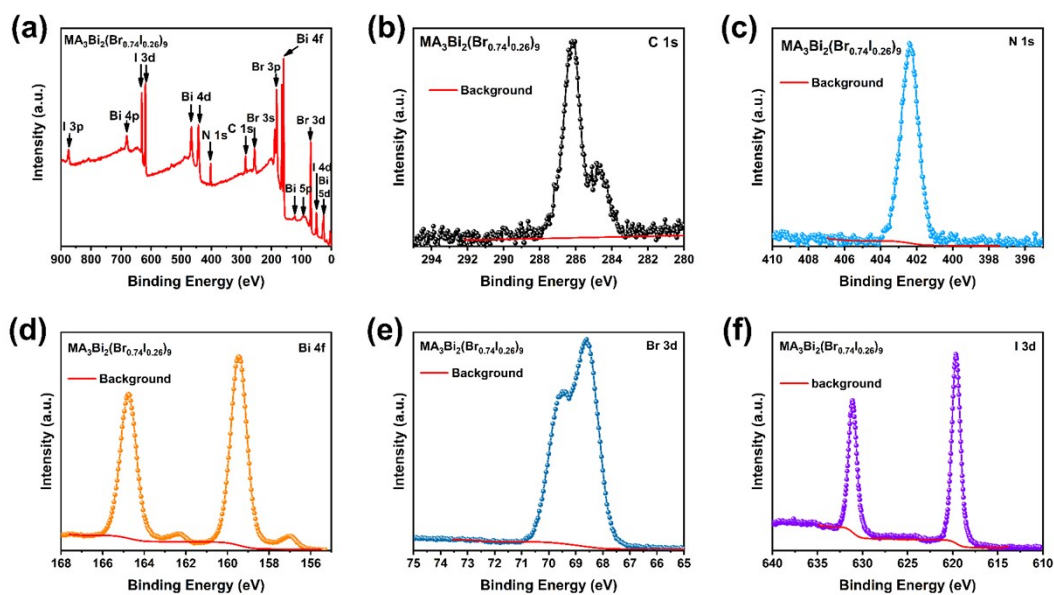 (a)
MA₃Bi₂(Br₀.₇₄I₀.₂₆)₉
I 3p
Bi 4p
I 3d
Bi 4d
N 1s
C 1s
Br 3s
Br 3p
Bi 4f
Bi 5p
Br 3d
I 4d
Bi
5d
Intensity (a.u.)
900 800 700 600 500 400 300 200 100 0
Binding Energy (eV)
(b)
MA₃Bi₂(Br₀.₇₄I₀.₂₆)₉
C 1s
Background
Intensity (a.u.)
294 292 290 288 286 284 282 280
Binding Energy (eV)
(c)
MA₃Bi₂(Br₀.₇₄I₀.₂₆)₉
N 1s
Background
Intensity (a.u.)
410 408 406 404 402 400 398 396
Binding Energy (eV)
(d)
MA₃Bi₂(Br₀.₇₄I₀.₂₆)₉
Bi 4f
Background
Intensity (a.u.)
168 166 164 162 160 158 156
Binding Energy (eV)
(e)
MA₃Bi₂(Br₀.₇₄I₀.₂₆)₉
Br 3d
Background
Intensity (a.u.)
75 74 73 72 71 70 69 68 67 66 65
Binding Energy (eV)
(f)
MA₃Bi₂(Br₀.₇₄I₀.₂₆)₉
I 3d
background
Intensity (a.u.)
640 635 630 625 620 615 610
Binding Energy (eV)